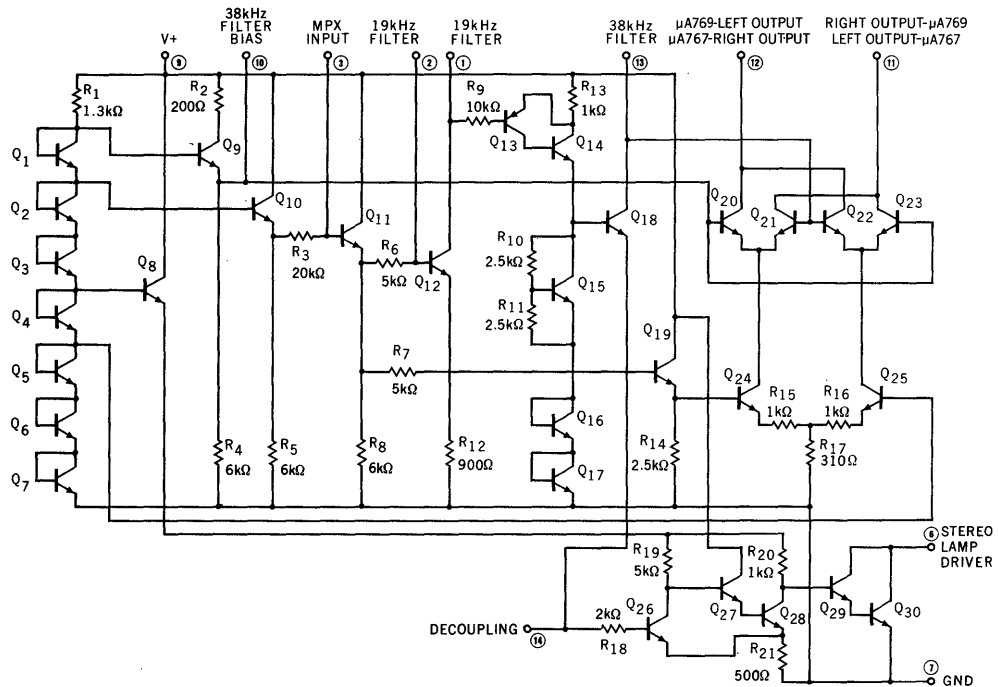 38kHz
FILTER
BIAS
MPX
INPUT
19kHz
FILTER
19kHz
FILTER
38kHz
FILTER
μA769-LEFT OUTPUT
μA767-RIGHT OUTPUT
RIGHT OUTPUT-μA769
LEFT OUTPUT-μA767
V+
9
10
3
2
1
13
12
11
R1
1.3kΩ
R2
200Ω
R9
10kΩ
R13
1kΩ
Q1
Q9
Q13
Q14
Q2
Q10
Q11
Q18
Q20
Q21
Q22
Q23
Q3
Q8
R3
20kΩ
R6
5kΩ
Q12
R10
2.5kΩ
Q15
R11
2.5kΩ
Q4
Q19
Q5
R7
5kΩ
Q24
Q25
R15
1kΩ
R16
1kΩ
Q6
R4
6kΩ
R5
6kΩ
R8
6kΩ
R12
900Ω
Q16
R14
2.5kΩ
R17
310Ω
Q7
Q17
6 STEREO
LAMP
DRIVER
R19
5kΩ
R20
1kΩ
Q26
Q27
Q28
Q29
Q30
2kΩ
R18
DECOUPLING
14
R21
500Ω
7
GND